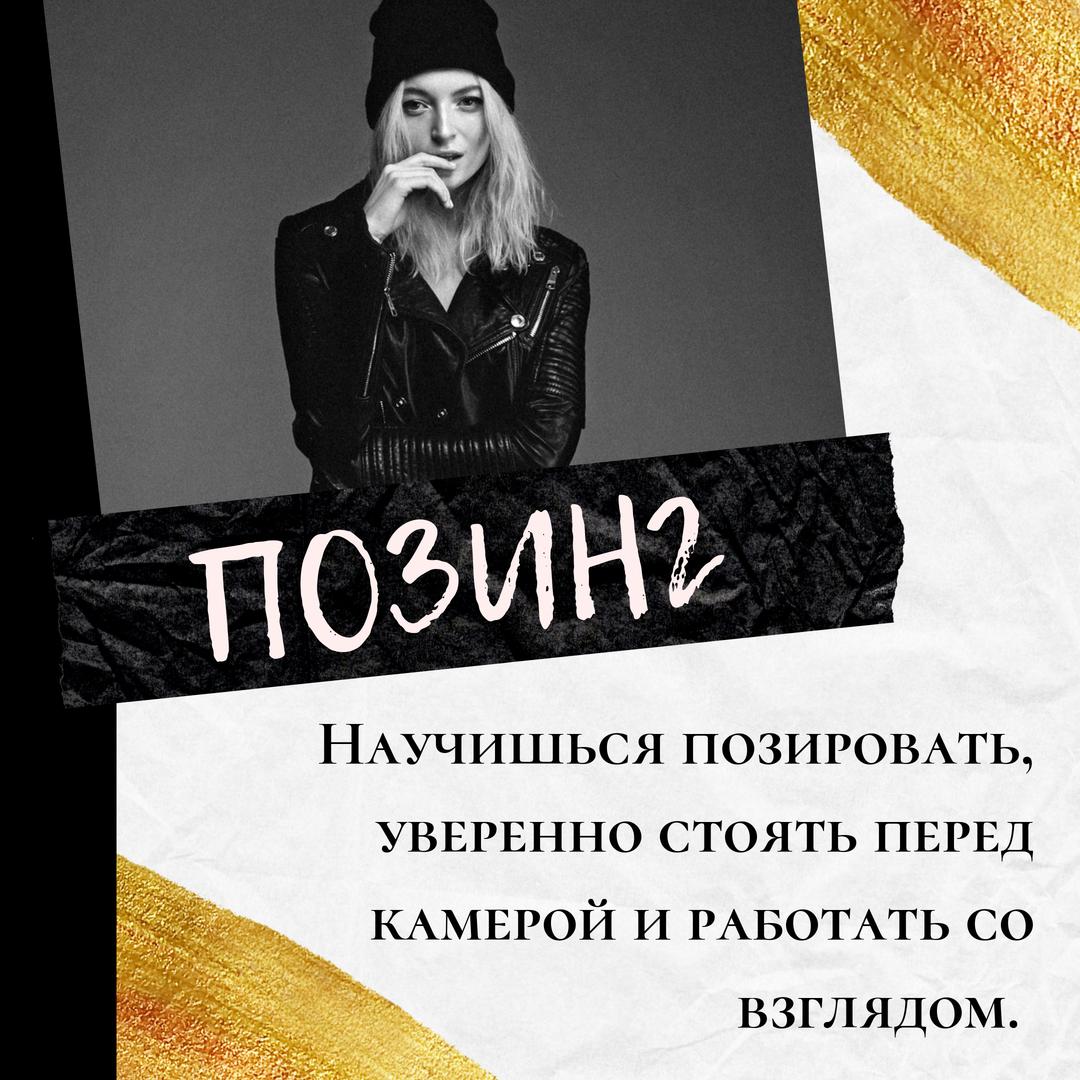 ПОЗИНГ
Научишься позировать,
уверенно стоять перед
камерой и работать со
взглядом.